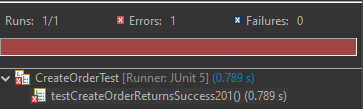 Runs: 1/1 Errors: 1 Failures: 0
CreateOrderTest [Runner: JUnit 5] (0.789 s)
testCreateOrderReturnsSuccess201() (0.789 s)